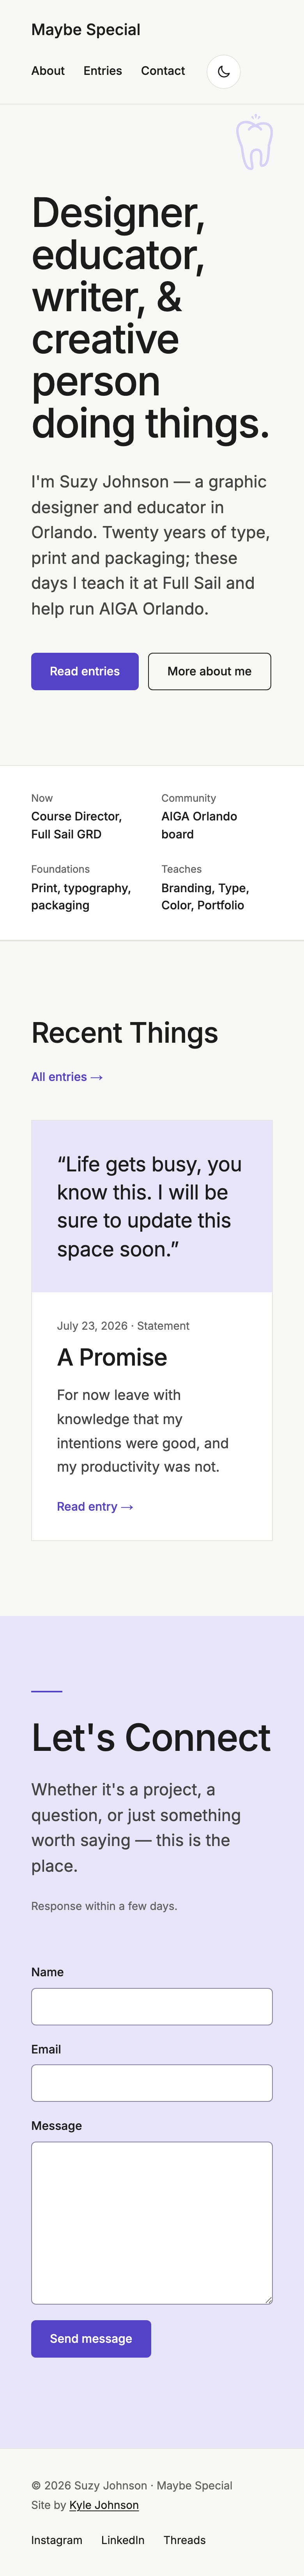 Maybe Special
About Entries Contact
Designer,
educator,
writer, &
creative
person
doing things.
I'm Suzy Johnson — a graphic
designer and educator in
Orlando. Twenty years of type,
print and packaging; these
days I teach it at Full Sail and
help run AIGA Orlando.
Read entries More about me
Now
Course Director,
Full Sail GRD
Community
AIGA Orlando
board
Foundations
Print, typography,
packaging
Teaches
Branding, Type,
Color, Portfolio
Recent Things
All entries →
“Life gets busy, you
know this. I will be
sure to update this
space soon.”
July 23, 2026 · Statement
A Promise
For now leave with
knowledge that my
intentions were good, and
my productivity was not.
Read entry →
Let's Connect
Whether it's a project, a
question, or just something
worth saying — this is the
place.
Response within a few days.
Name
Email
Message
Send message
© 2026 Suzy Johnson · Maybe Special
Site by Kyle Johnson
Instagram LinkedIn Threads